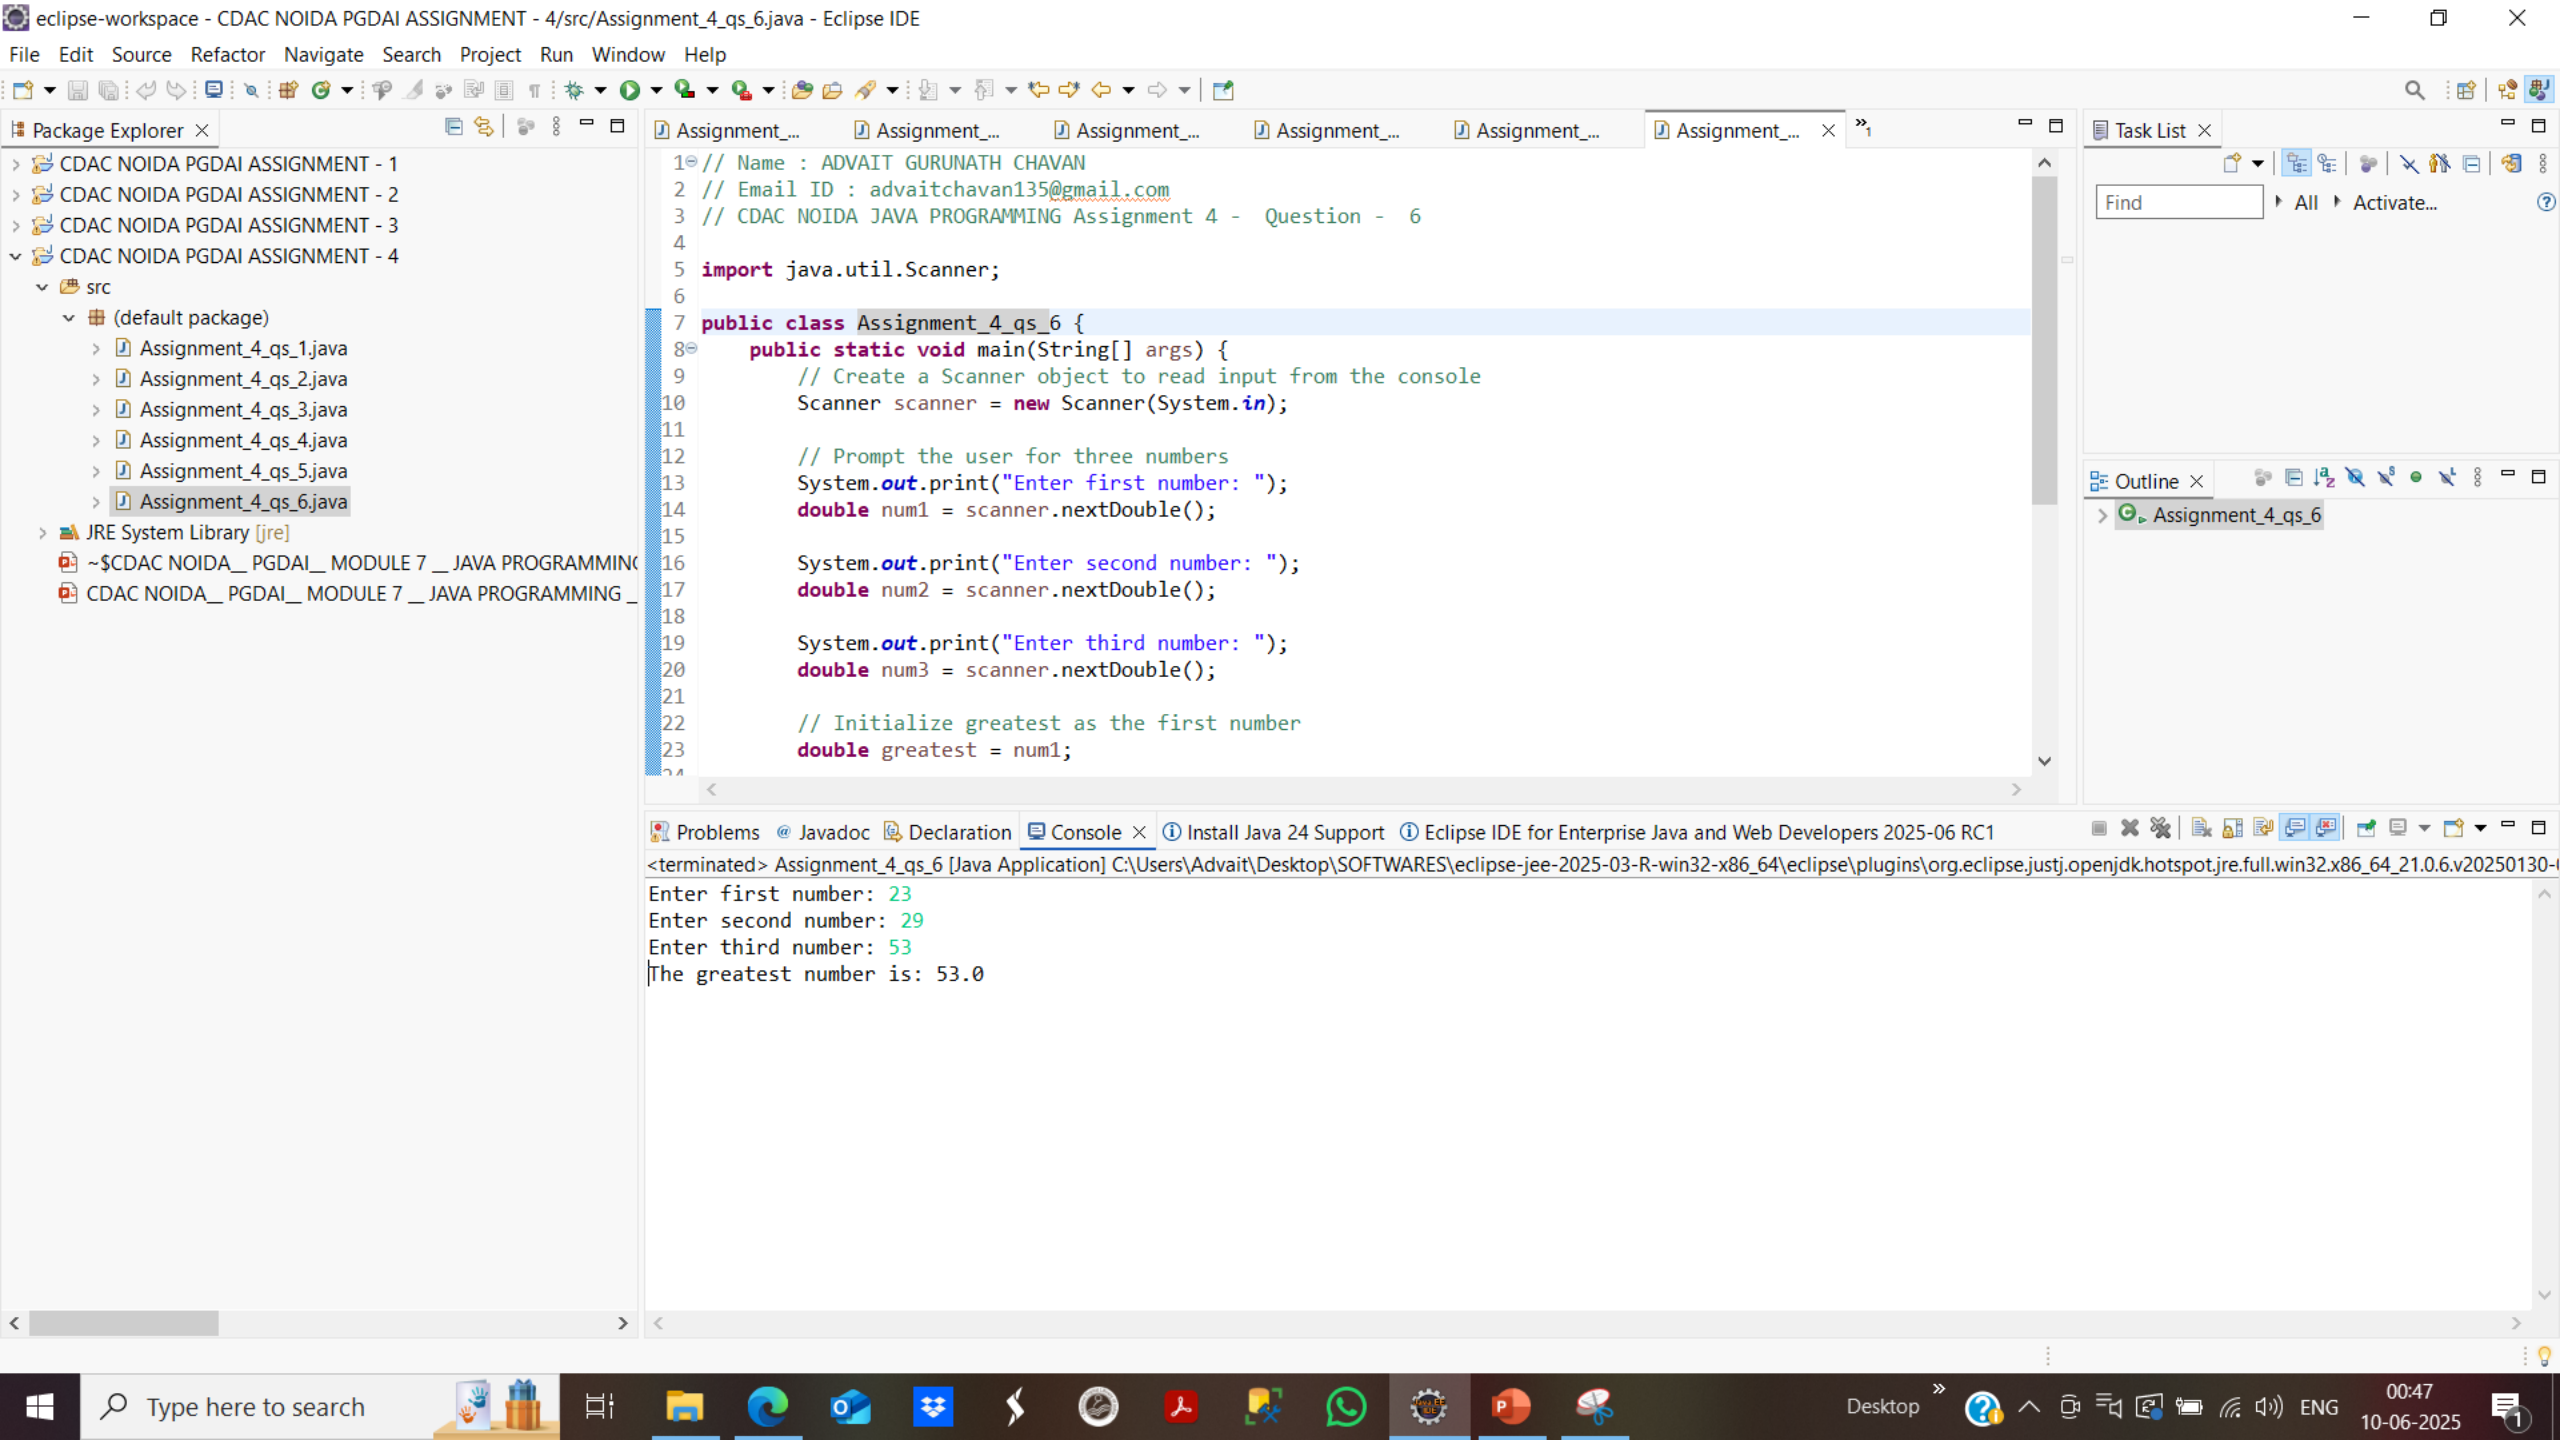 eclipse-workspace - CDAC NOIDA PGDAI ASSIGNMENT - 4/src/Assignment_4_qs_6.java - Eclipse IDE
File Edit Source Refactor Navigate Search Project Run Window Help
Package Explorer
CDAC NOIDA PGDAI ASSIGNMENT - 1
CDAC NOIDA PGDAI ASSIGNMENT - 2
CDAC NOIDA PGDAI ASSIGNMENT - 3
CDAC NOIDA PGDAI ASSIGNMENT - 4
src
(default package)
Assignment_4_qs_1.java
Assignment_4_qs_2.java
Assignment_4_qs_3.java
Assignment_4_qs_4.java
Assignment_4_qs_5.java
Assignment_4_qs_6.java
JRE System Library [jre]
~$CDAC NOIDA__ PGDAI__ MODULE 7 __ JAVA PROGRAMMING
CDAC NOIDA__ PGDAI__ MODULE 7 __ JAVA PROGRAMMING _
Assignment_... Assignment_... Assignment_... Assignment_... Assignment_... Assignment_... »1
1 // Name : ADVAIT GURUNATH CHAVAN
2 // Email ID : advaitchavan135@gmail.com
3 // CDAC NOIDA JAVA PROGRAMMING Assignment 4 -  Question -  6
4
5 import java.util.Scanner;
6
7 public class Assignment_4_qs_6 {
8     public static void main(String[] args) {
9         // Create a Scanner object to read input from the console
10         Scanner scanner = new Scanner(System.in);
11
12         // Prompt the user for three numbers
13         System.out.print("Enter first number: ");
14         double num1 = scanner.nextDouble();
15
16         System.out.print("Enter second number: ");
17         double num2 = scanner.nextDouble();
18
19         System.out.print("Enter third number: ");
20         double num3 = scanner.nextDouble();
21
22         // Initialize greatest as the first number
23         double greatest = num1;
24
Task List
Find All Activate...
Outline
Assignment_4_qs_6
Problems @ Javadoc Declaration Console Install Java 24 Support Eclipse IDE for Enterprise Java and Web Developers 2025-06 RC1
<terminated> Assignment_4_qs_6 [Java Application] C:\Users\Advait\Desktop\SOFTWARES\eclipse-jee-2025-03-R-win32-x86_64\eclipse\plugins\org.eclipse.justj.openjdk.hotspot.jre.full.win32.x86_64_21.0.6.v20250130-
Enter first number: 23
Enter second number: 29
Enter third number: 53
The greatest number is: 53.0
Type here to search
Desktop » ENG
00:47
10-06-2025
1